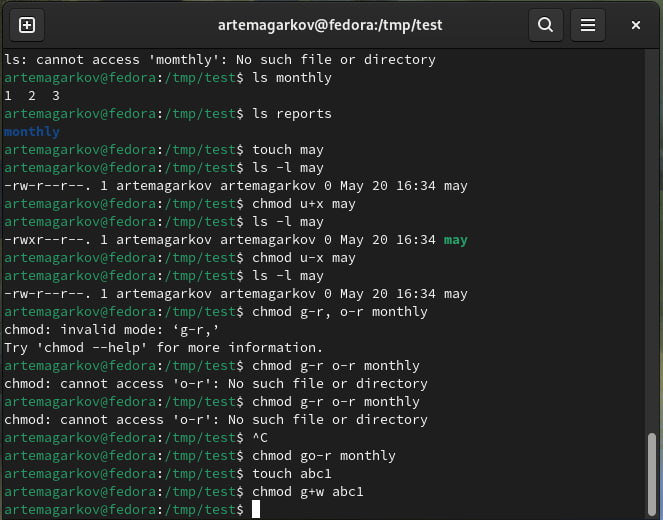 artemagarkov@fedora:/tmp/test
ls: cannot access 'momthly': No such file or directory
artemagarkov@fedora:/tmp/test$ ls monthly
1  2  3
artemagarkov@fedora:/tmp/test$ ls reports
monthly
artemagarkov@fedora:/tmp/test$ touch may
artemagarkov@fedora:/tmp/test$ ls -l may
-rw-r--r--. 1 artemagarkov artemagarkov 0 May 20 16:34 may
artemagarkov@fedora:/tmp/test$ chmod u+x may
artemagarkov@fedora:/tmp/test$ ls -l may
-rwxr--r--. 1 artemagarkov artemagarkov 0 May 20 16:34 may
artemagarkov@fedora:/tmp/test$ chmod u-x may
artemagarkov@fedora:/tmp/test$ ls -l may
-rw-r--r--. 1 artemagarkov artemagarkov 0 May 20 16:34 may
artemagarkov@fedora:/tmp/test$ chmod g-r, o-r monthly
chmod: invalid mode: ‘g-r,’
Try 'chmod --help' for more information.
artemagarkov@fedora:/tmp/test$ chmod g-r o-r monthly
chmod: cannot access 'o-r': No such file or directory
artemagarkov@fedora:/tmp/test$ chmod g-r o-r monthly
chmod: cannot access 'o-r': No such file or directory
artemagarkov@fedora:/tmp/test$ ^C
artemagarkov@fedora:/tmp/test$ chmod go-r monthly
artemagarkov@fedora:/tmp/test$ touch abc1
artemagarkov@fedora:/tmp/test$ chmod g+w abc1
artemagarkov@fedora:/tmp/test$